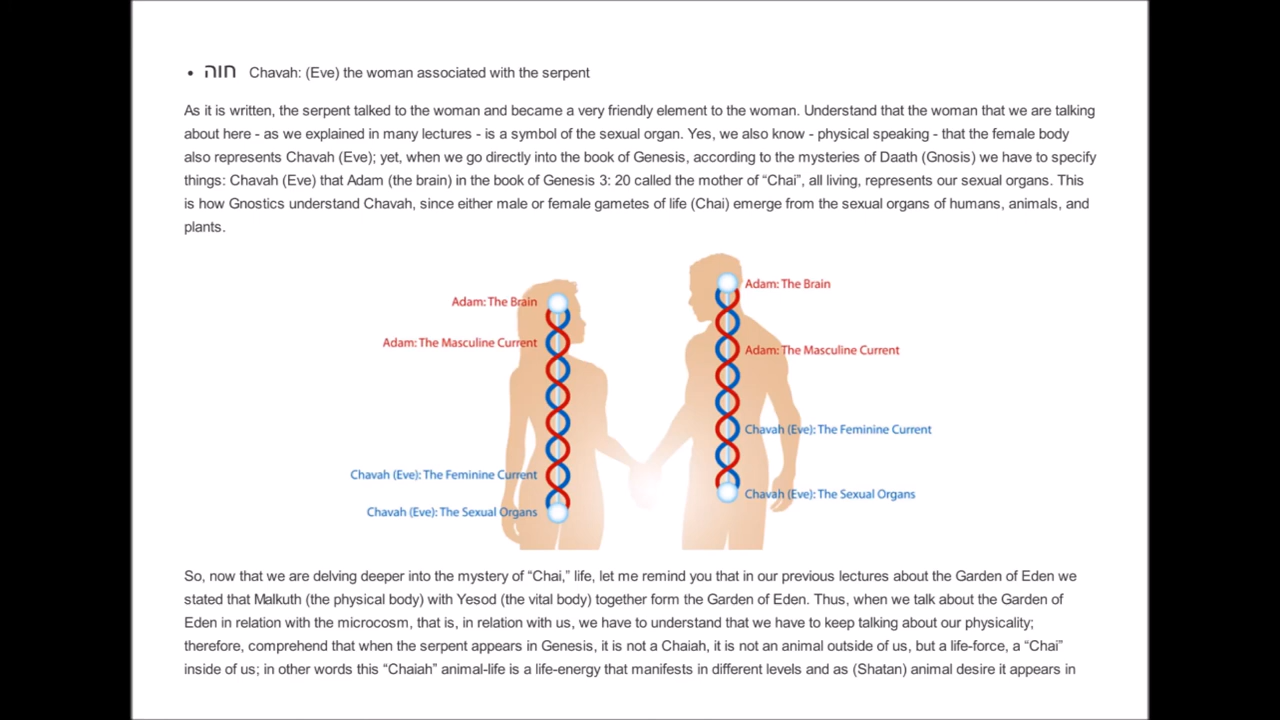 • חוה Chavah: (Eve) the woman associated with the serpent
As it is written, the serpent talked to the woman and became a very friendly element to the woman. Understand that the woman that we are talking
about here - as we explained in many lectures - is a symbol of the sexual organ. Yes, we also know - physical speaking - that the female body
also represents Chavah (Eve); yet, when we go directly into the book of Genesis, according to the mysteries of Daath (Gnosis) we have to specify
things: Chavah (Eve) that Adam (the brain) in the book of Genesis 3: 20 called the mother of “Chai”, all living, represents our sexual organs. This
is how Gnostics understand Chavah, since either male or female gametes of life (Chai) emerge from the sexual organs of humans, animals, and
plants.
Adam: The Brain
Adam: The Masculine Current
Chavah (Eve): The Feminine Current
Chavah (Eve): The Sexual Organs
Adam: The Brain
Adam: The Masculine Current
Chavah (Eve): The Feminine Current
Chavah (Eve): The Sexual Organs
So, now that we are delving deeper into the mystery of “Chai,” life, let me remind you that in our previous lectures about the Garden of Eden we
stated that Malkuth (the physical body) with Yesod (the vital body) together form the Garden of Eden. Thus, when we talk about the Garden of
Eden in relation with the microcosm, that is, in relation with us, we have to understand that we have to keep talking about our physicality;
therefore, comprehend that when the serpent appears in Genesis, it is not a Chaiah, it is not an animal outside of us, but a life-force, a “Chai”
inside of us; in other words this “Chaiah” animal-life is a life-energy that manifests in different levels and as (Shatan) animal desire it appears in